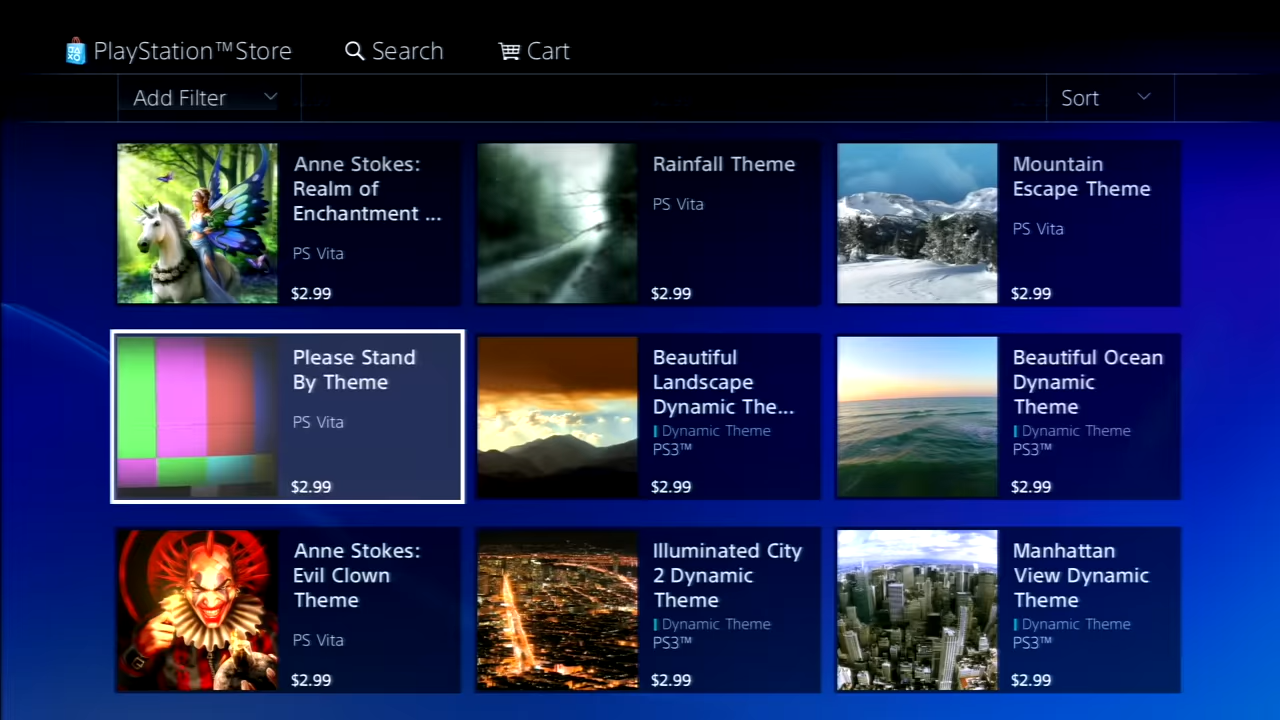 PlayStation™Store
Search
Cart
Add Filter
Sort
Anne Stokes:
Realm of
Enchantment ...
PS Vita
$2.99
Rainfall Theme
PS Vita
$2.99
Mountain
Escape Theme
PS Vita
$2.99
Please Stand
By Theme
PS Vita
$2.99
Beautiful
Landscape
Dynamic The...
Dynamic Theme
PS3™
$2.99
Beautiful Ocean
Dynamic
Theme
Dynamic Theme
PS3™
$2.99
Anne Stokes:
Evil Clown
Theme
PS Vita
$2.99
Illuminated City
2 Dynamic
Theme
Dynamic Theme
PS3™
$2.99
Manhattan
View Dynamic
Theme
Dynamic Theme
PS3™
$2.99